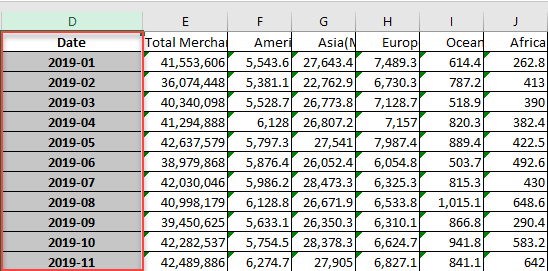 D E F G H I J
Date Total Merchai Ameri Asia(M Europ Ocean Africa
2019-01 41,553,606 5,543.6 27,643.4 7,489.3 614.4 262.8
2019-02 36,074,448 5,381.1 22,762.9 6,730.3 787.2 413
2019-03 40,340,098 5,528.7 26,773.8 7,128.7 518.9 390
2019-04 41,294,888 6,128 26,807.2 7,157 820.3 382.4
2019-05 42,637,579 5,797.3 27,541 7,987.4 889.4 422.5
2019-06 38,979,868 5,876.4 26,052.4 6,054.8 503.7 492.6
2019-07 42,030,046 5,986.2 28,473.3 6,325.3 815.3 430
2019-08 40,998,179 6,128.8 26,671.9 6,533.8 1,015.1 648.6
2019-09 39,450,625 5,633.1 26,350.3 6,310.1 866.8 290.4
2019-10 42,282,537 5,754.5 28,378.3 6,624.7 941.8 583.2
2019-11 42,489,886 6,274.7 27,905 6,827.1 841.1 642